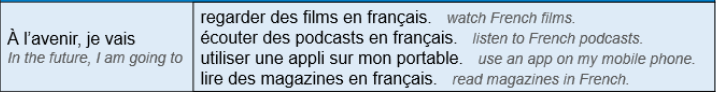 À l’avenir, je vais
In the future, I am going to
regarder des films en français. watch French films.
écouter des podcasts en français. listen to French podcasts.
utiliser une appli sur mon portable. use an app on my mobile phone.
lire des magazines en français. read magazines in French.